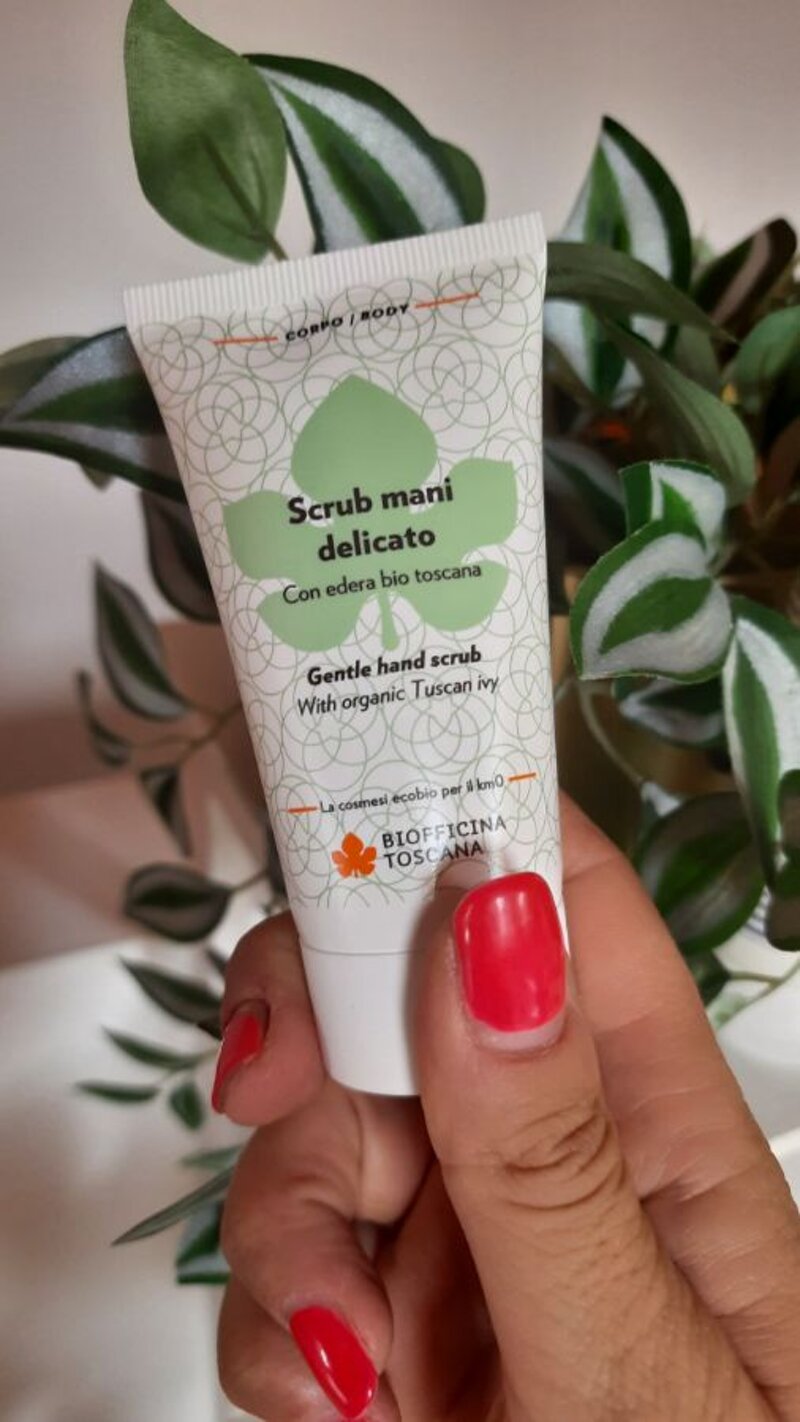 CORPO / BODY
Scrub mani
delicato
Con edera bio toscana
Gentle hand scrub
With organic Tuscan ivy
La cosmesi ecobio per il km0
BIOFFICINA
TOSCANA